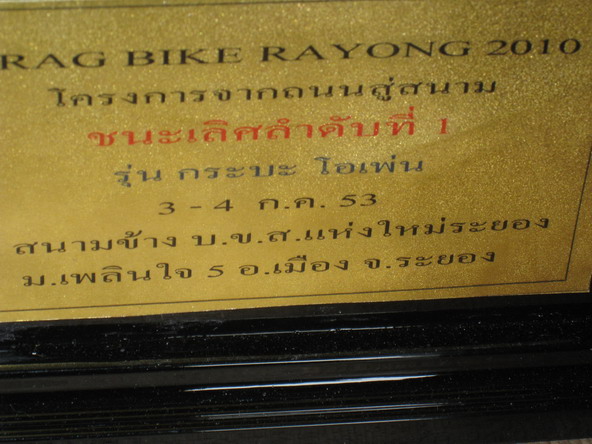 RAG BIKE RAYONG 2010
โครงการจากถนนสู่สนาม
ชนะเลิศลำดับที่ 1
รุ่น กระบะ โอเพ่น
3 - 4 ก.ค. 53
สนามข้าง บ.ข.ส.แห่งใหม่ระยอง
ม.เพลินใจ 5 อ.เมือง จ.ระยอง